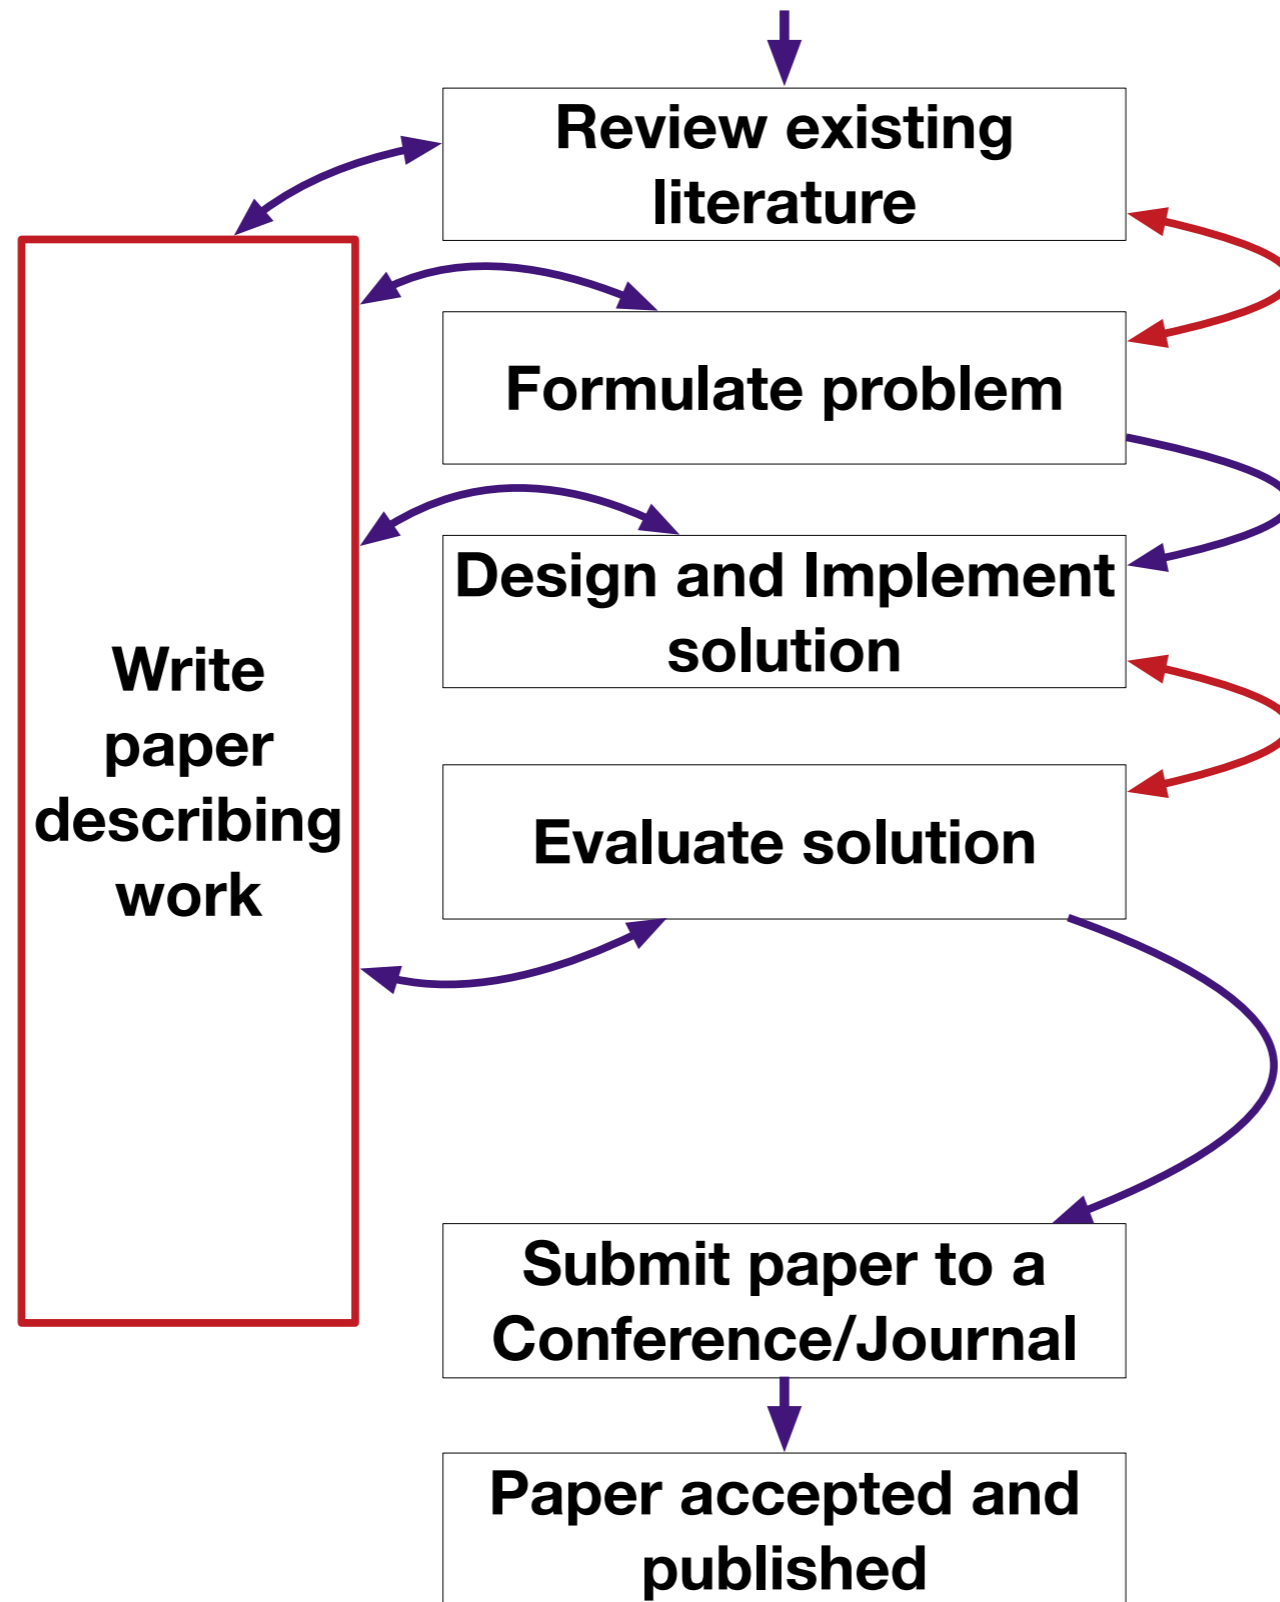 Review existing
literature
Formulate problem
Design and Implement
solution
Write
paper
describing
work
Evaluate solution
Submit paper to a
Conference/Journal
Paper accepted and
published